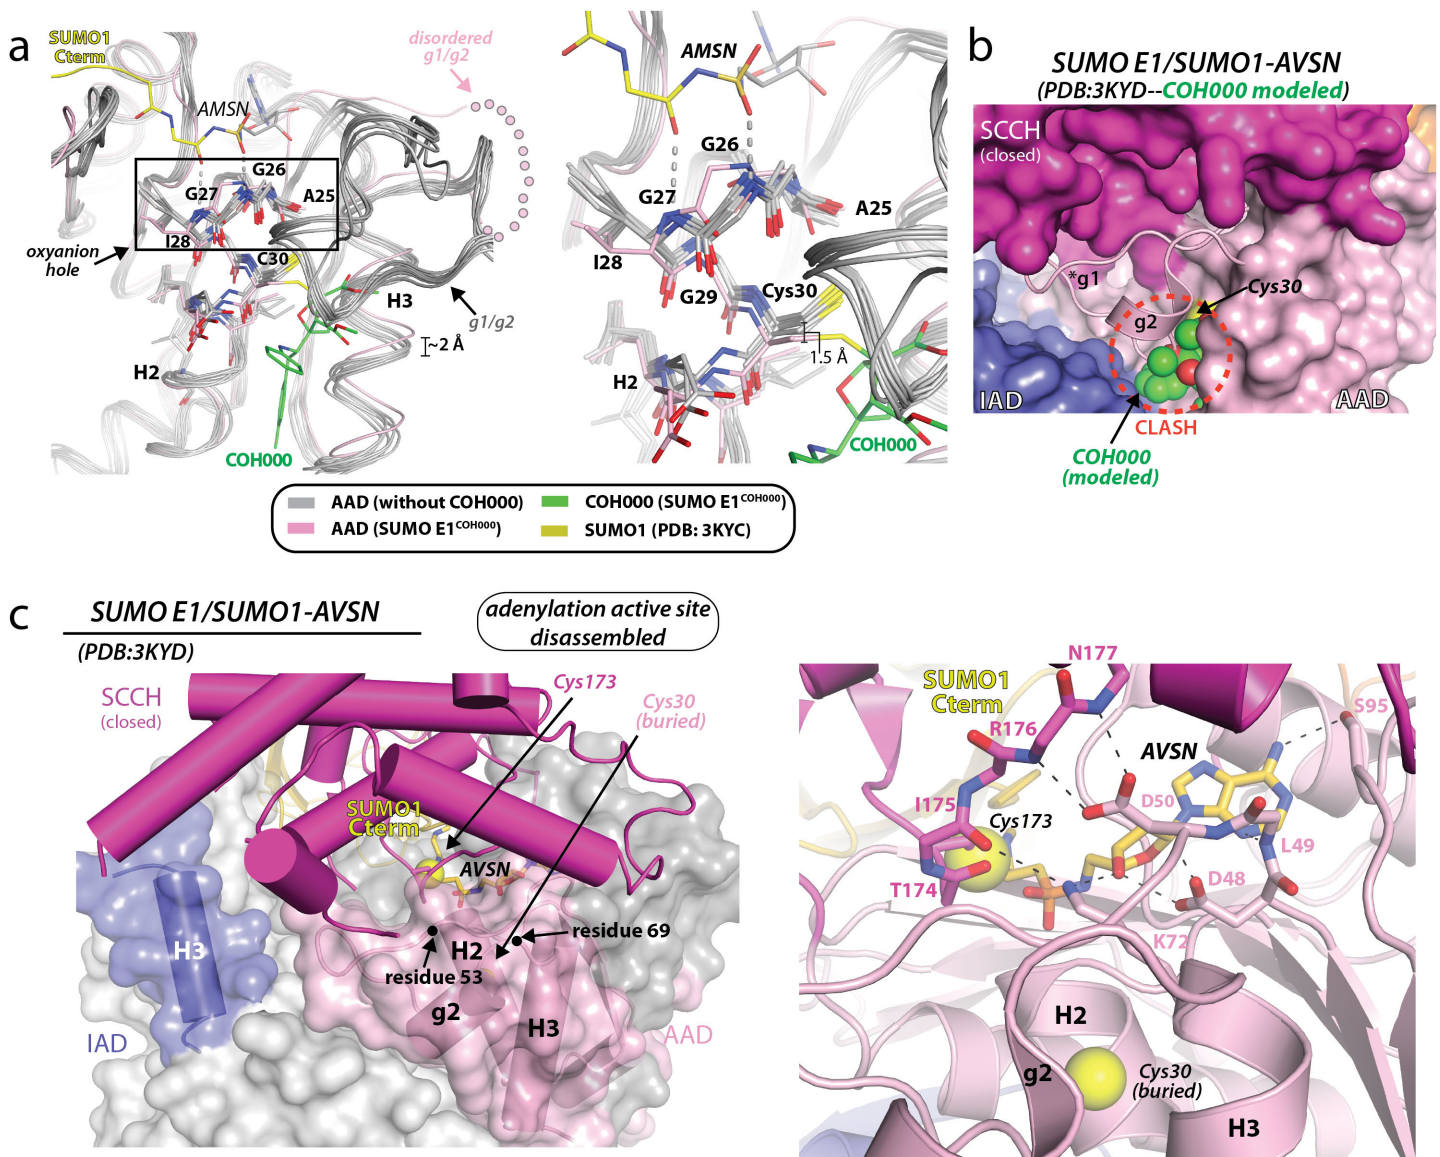 a
SUMO1
Cterm
AMSN
disordered
g1/g2
G26
G27
A25
I28
C30
oxyanion
hole
H3
g1/g2
~2 Å
H2
COH000
AMSN
G26
G27
A25
I28
G29
Cys30
1.5 Å
H2
COH000
AAD (without COH000)
COH000 (SUMO E1COH000)
AAD (SUMO E1COH000)
SUMO1 (PDB: 3KYC)
b
SUMO E1/SUMO1-AVSN
(PDB:3KYD--COH000 modeled)
SCCH
(closed)
*g1
Cys30
g2
IAD
AAD
CLASH
COH000
(modeled)
c
SUMO E1/SUMO1-AVSN
(PDB:3KYD)
adenylation active site
disassembled
SCCH
(closed)
Cys173
Cys30
(buried)
SUMO1
Cterm
AVSN
residue 69
H2
residue 53
H3
g2
H3
IAD
AAD
N177
SUMO1
Cterm
S95
R176
AVSN
I175
D50
Cys173
L49
T174
D48
K72
H2
g2
Cys30
(buried)
H3